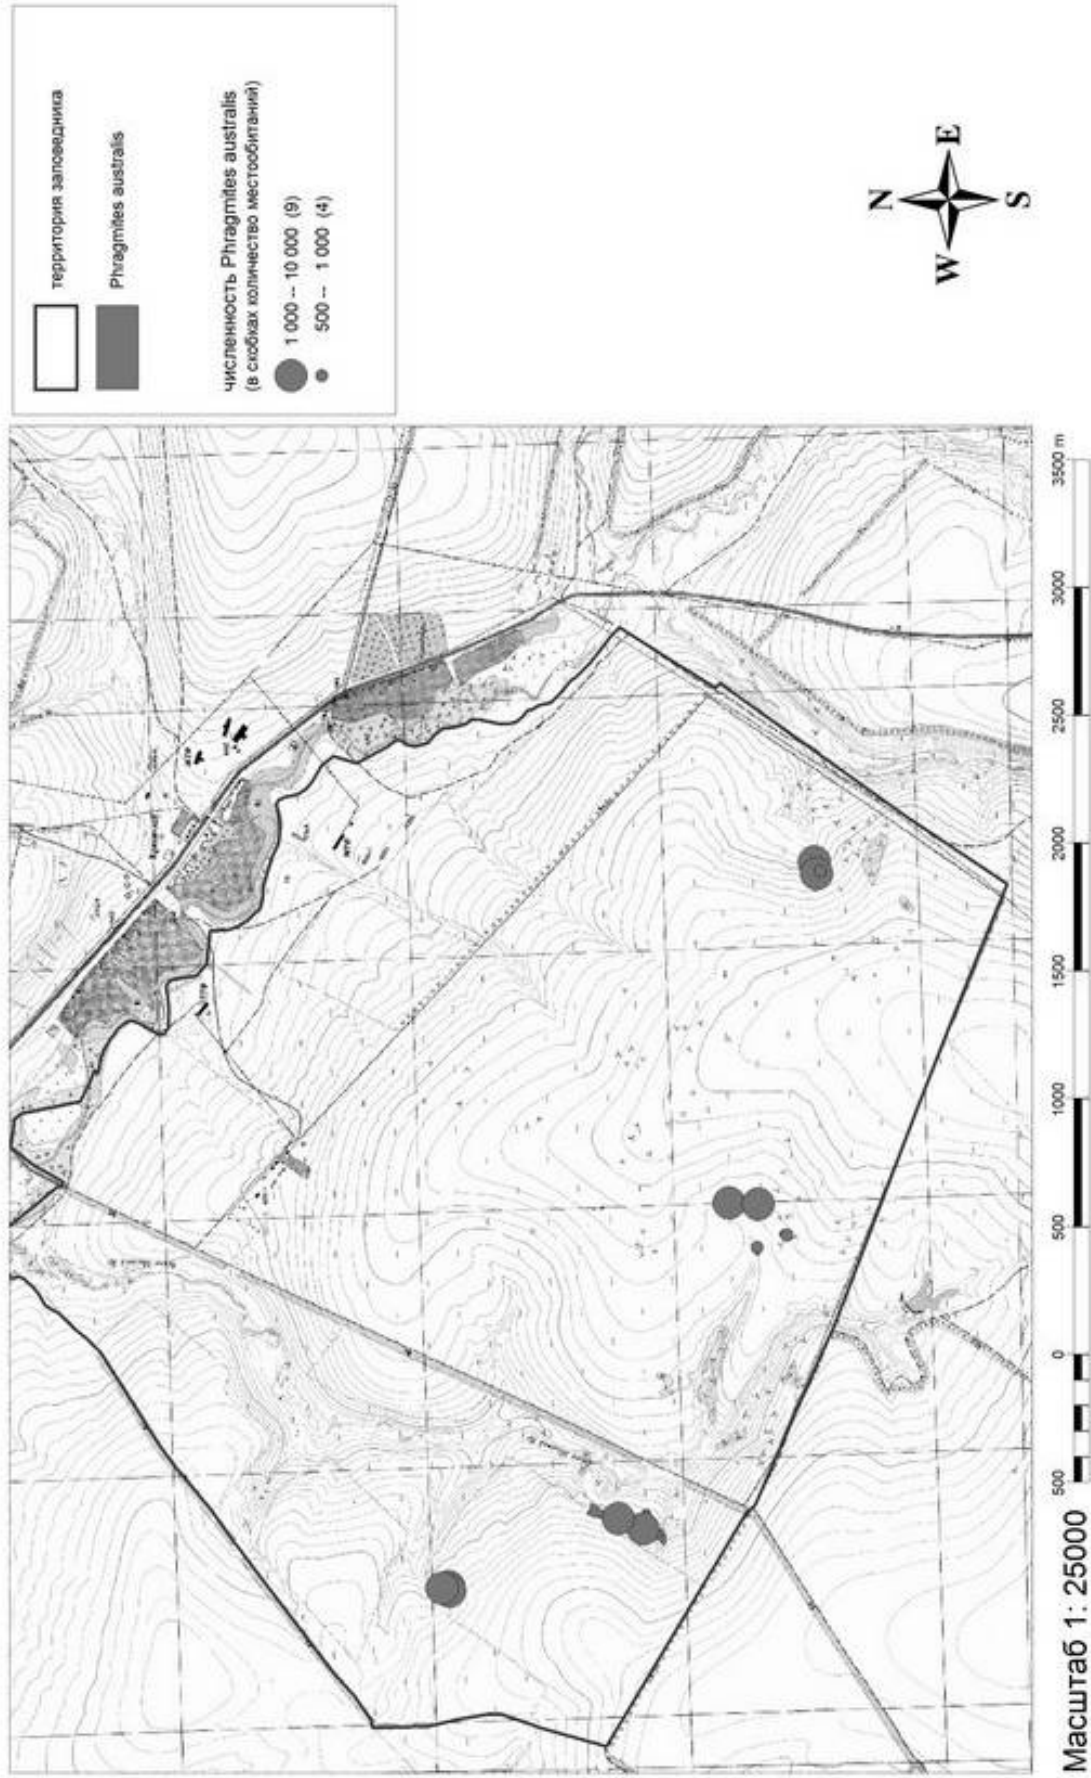 территория заповедника
Phragmites australis
численность Phragmites australis
(в скобках количество местообитаний)
1 000 -- 10 000 (9)
500 -- 1 000 (4)
N
W E
S
Масштаб 1 : 25000
500 0 500 1000 1500 2000 2500 3000 3500 m